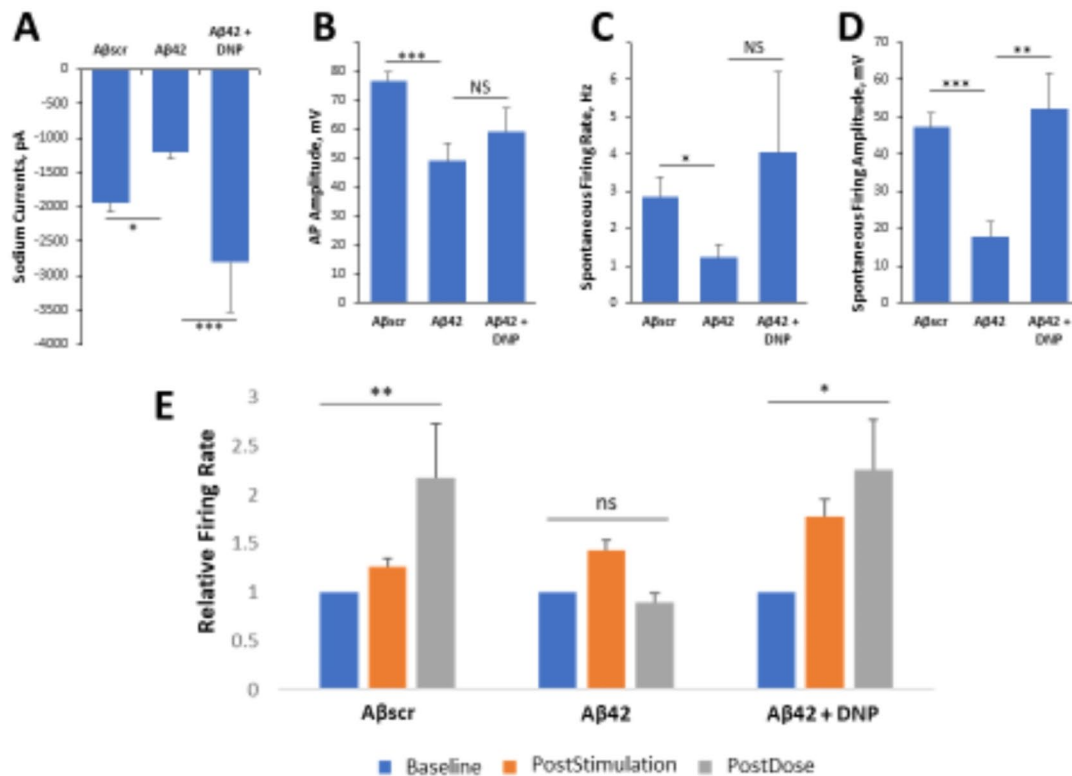 A
Aβscr
Aβ42
Aβ42 +
DNP
Sodium Currents, pA
0
-500
-1000
-1500
-2000
-2500
-3000
-3500
-4000
*
***
B
AP Amplitude, mV
80
70
60
50
40
30
20
10
0
***
NS
Aβscr
Aβ42
Aβ42 +
DNP
C
Spontaneous Firing Rate, Hz
6
5
4
3
2
1
0
*
NS
Aβscr
Aβ42
Aβ42 +
DNP
D
Spontaneous Firing Amplitude, mV
70
60
50
40
30
20
10
0
***
**
Aβscr
Aβ42
Aβ42 +
DNP
E
Relative Firing Rate
3
2.5
2
1.5
1
0.5
0
**
ns
*
Aβscr
Aβ42
Aβ42 + DNP
Baseline PostStimulation PostDose